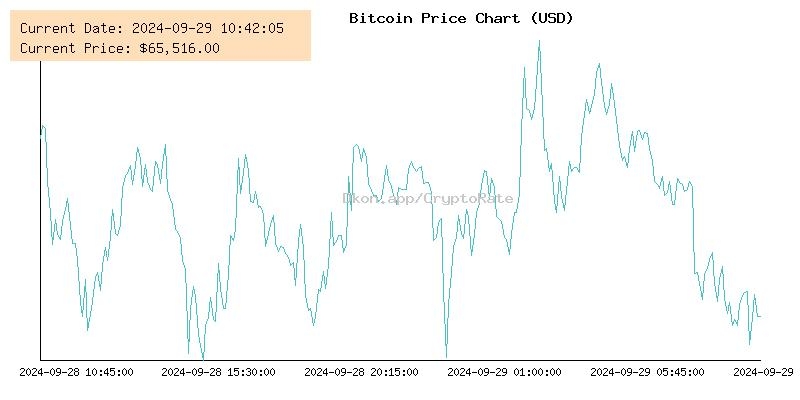 Bitcoin Price Chart (USD)
Current Date: 2024-09-29 10:42:05
Current Price: $65,516.00
Dkon.app/CryptoRate
2024-09-28 10:45:00 2024-09-28 15:30:00 2024-09-28 20:15:00 2024-09-29 01:00:00 2024-09-29 05:45:00 2024-09-29